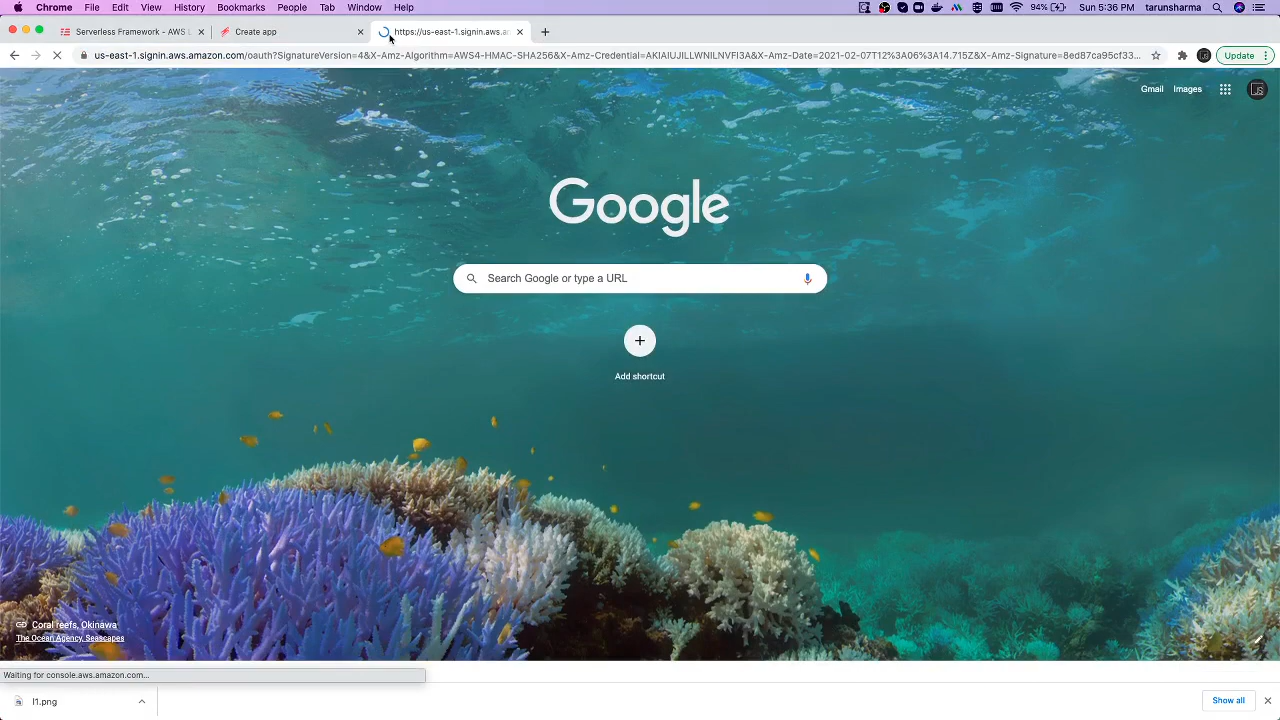 Chrome File Edit View History Bookmarks People Tab Window Help
94% Sun 5:36 PM tarunsharma
Serverless Framework - AWS L
Create app
https://us-east-1.signin.aws.a
us-east-1.signin.aws.amazon.com/oauth?SignatureVersion=4&X-Amz-Algorithm=AWS4-HMAC-SHA256&X-Amz-Credential=AKIAIUJILLWNILNVFI3A&X-Amz-Date=2021-02-07T12%3A06%3A14.715Z&X-Amz-Signature=8ed87ca95cf33...
Update
Gmail Images
Google
Search Google or type a URL
Add shortcut
Coral reefs, Okinawa
The Ocean Agency, Seascapes
Waiting for console.aws.amazon.com...
l1.png
Show all